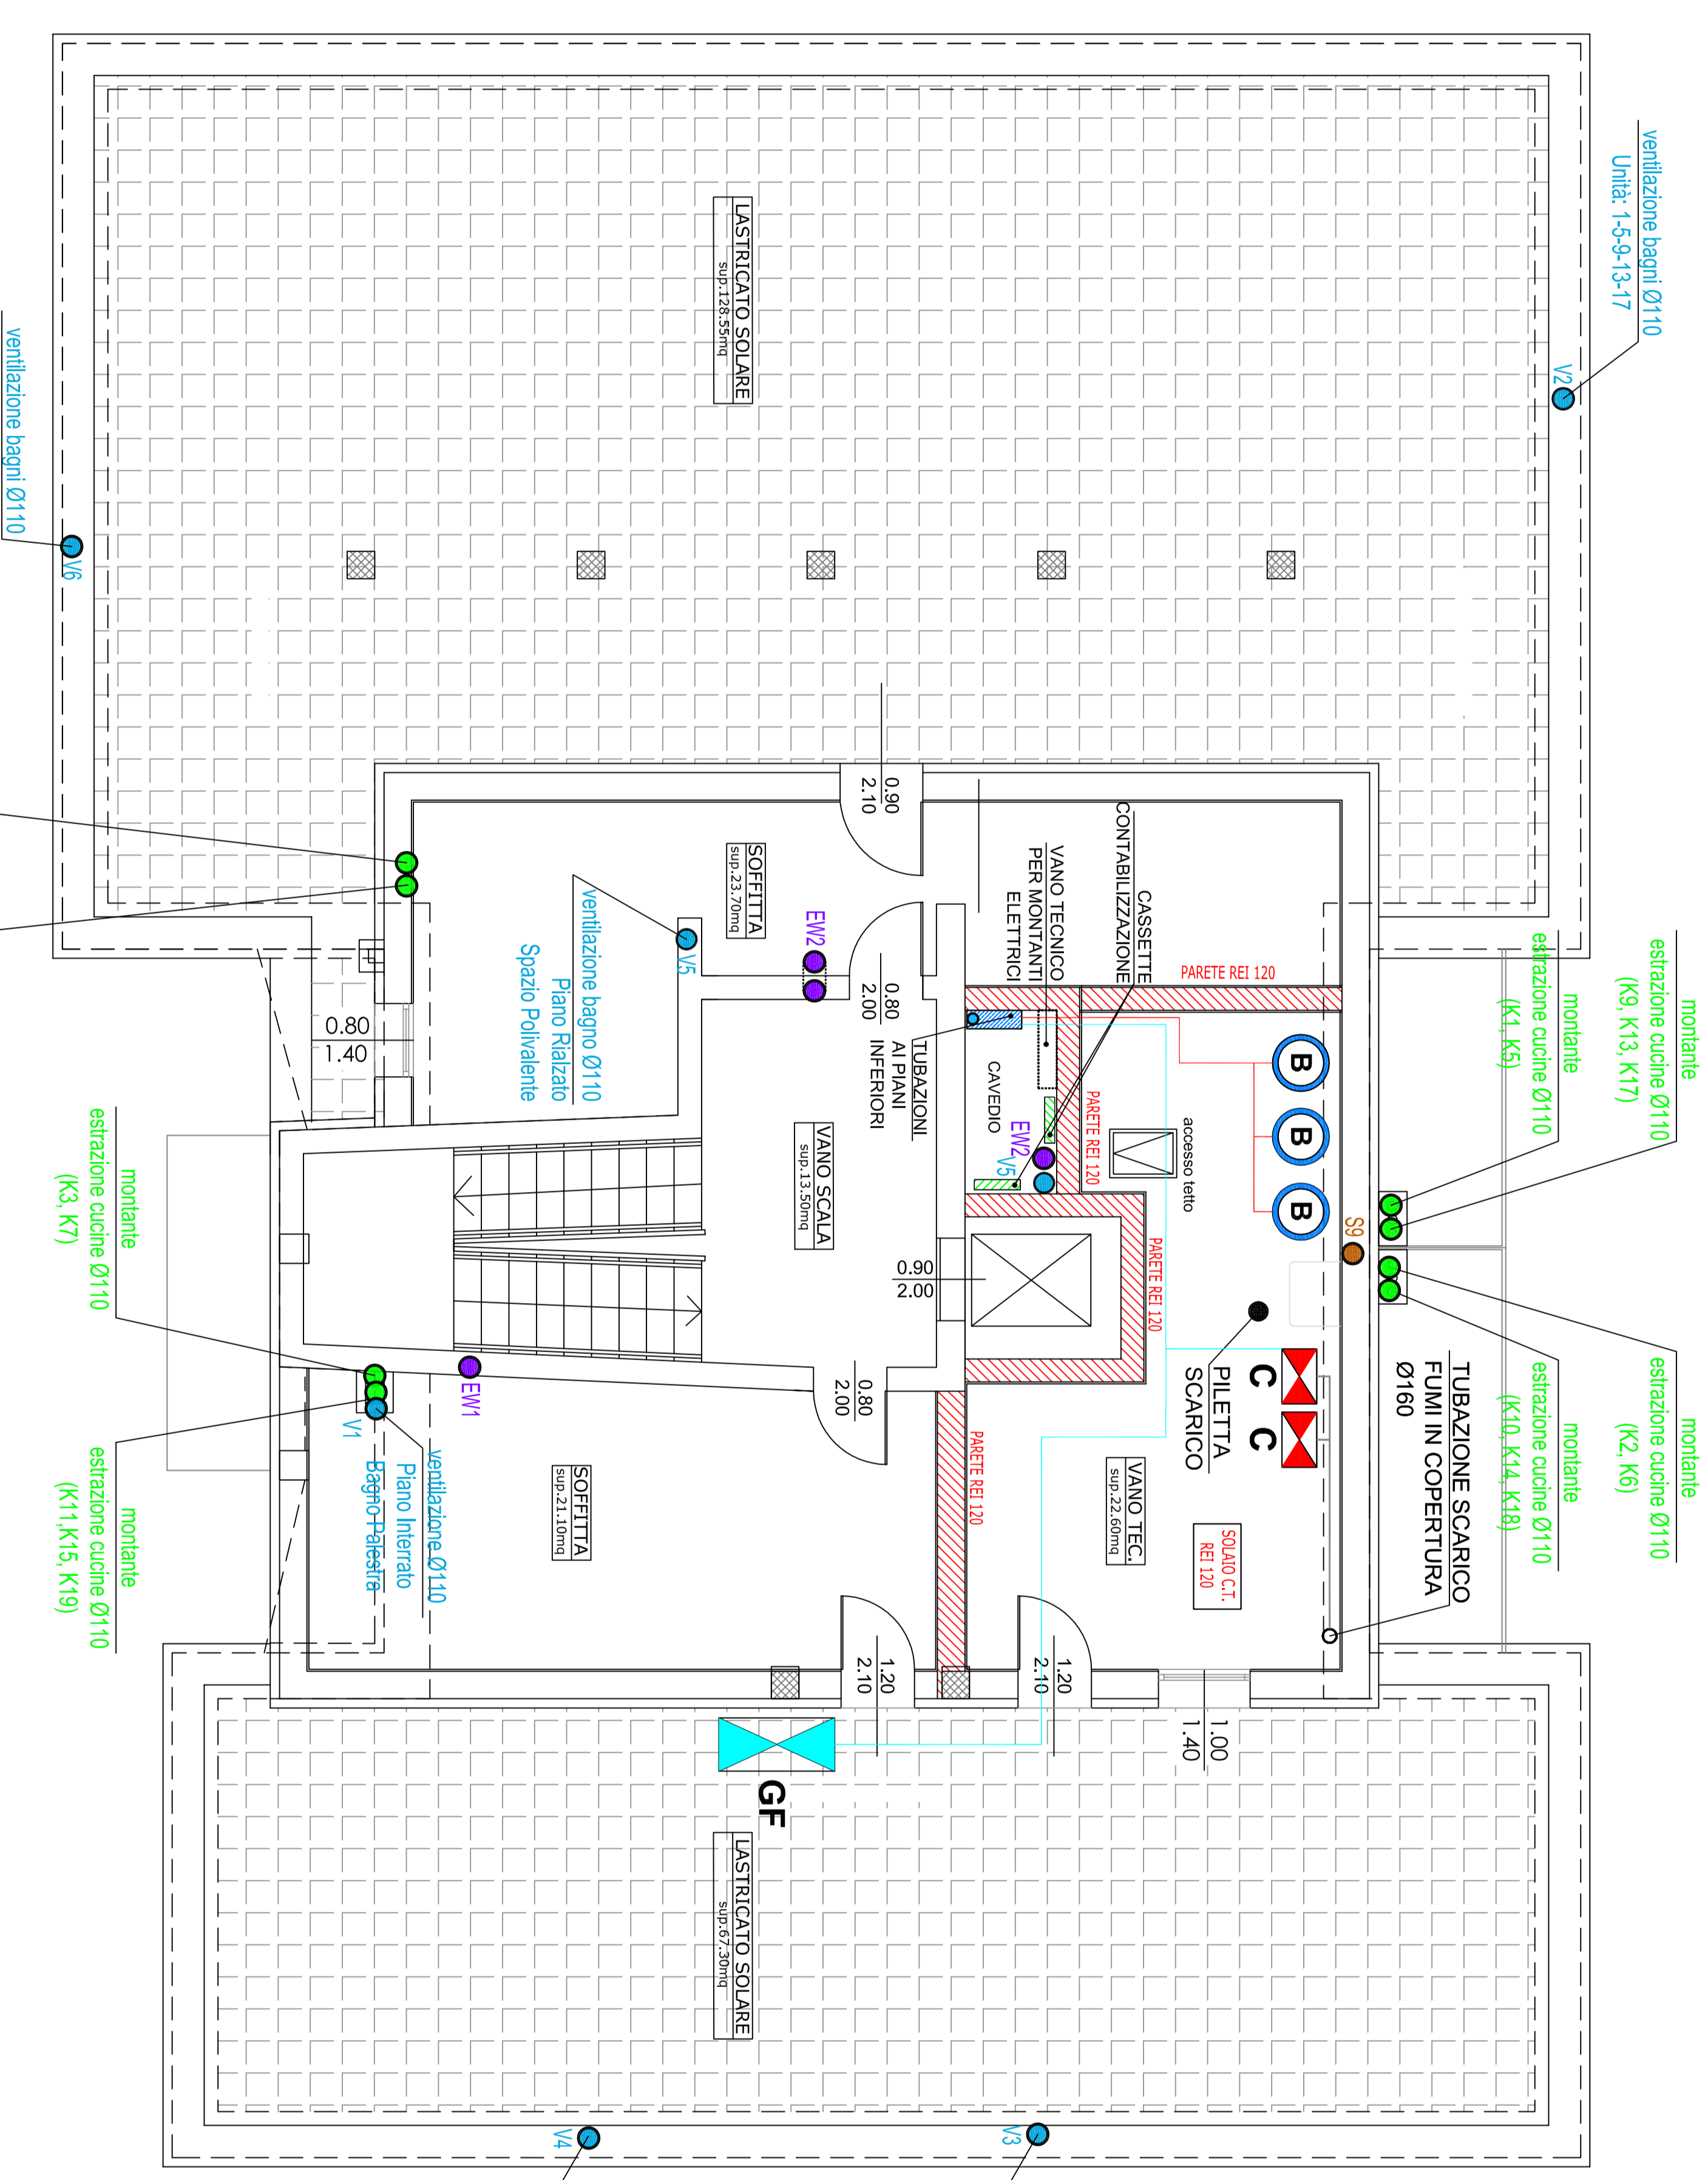 ventilazione bagni Ø110
Unità: 1-5-9-13-17
V2
montante
estrazione cucine Ø110
(K9, K13, K17)
montante
estrazione cucine Ø110
(K1, K5)
montante
estrazione cucine Ø110
(K2, K6)
montante
estrazione cucine Ø110
(K10, K14, K18)
TUBAZIONE SCARICO
FUMI IN COPERTURA
Ø160
S9
B
B
B
C
C
PILETTA
SCARICO
SOLAIO C.T.
REI 120
VANO TEC.
sup.22.60mq
accesso tetto
PARETE REI 120
PARETE REI 120
PARETE REI 120
PARETE REI 120
CASSETTE
CONTABILIZZAZIONE
VANO TECNICO
PER MONTANTI
ELETTRICI
CAVEDIO
EW2
V5
TUBAZIONI
AI PIANI
INFERIORI
0.90
2.10
0.80
2.00
0.90
2.00
0.80
2.00
1.20
2.10
1.20
2.10
1.00
1.40
0.80
1.40
LASTRICATO SOLARE
sup.128.55mq
SOFFITTA
sup.23.70mq
EW2
V5
ventilazione bagno Ø110
Piano Rialzato
Spazio Polivalente
VANO SCALA
sup.13.50mq
SOFFITTA
sup.21.10mq
EW1
V1
ventilazione Ø110
Piano Interrato
Bagno Palestra
GF
LASTRICATO SOLARE
sup.67.30mq
V3
V4
V6
ventilazione bagni Ø110
montante
estrazione cucine Ø110
(K3, K7)
montante
estrazione cucine Ø110
(K11,K15, K19)